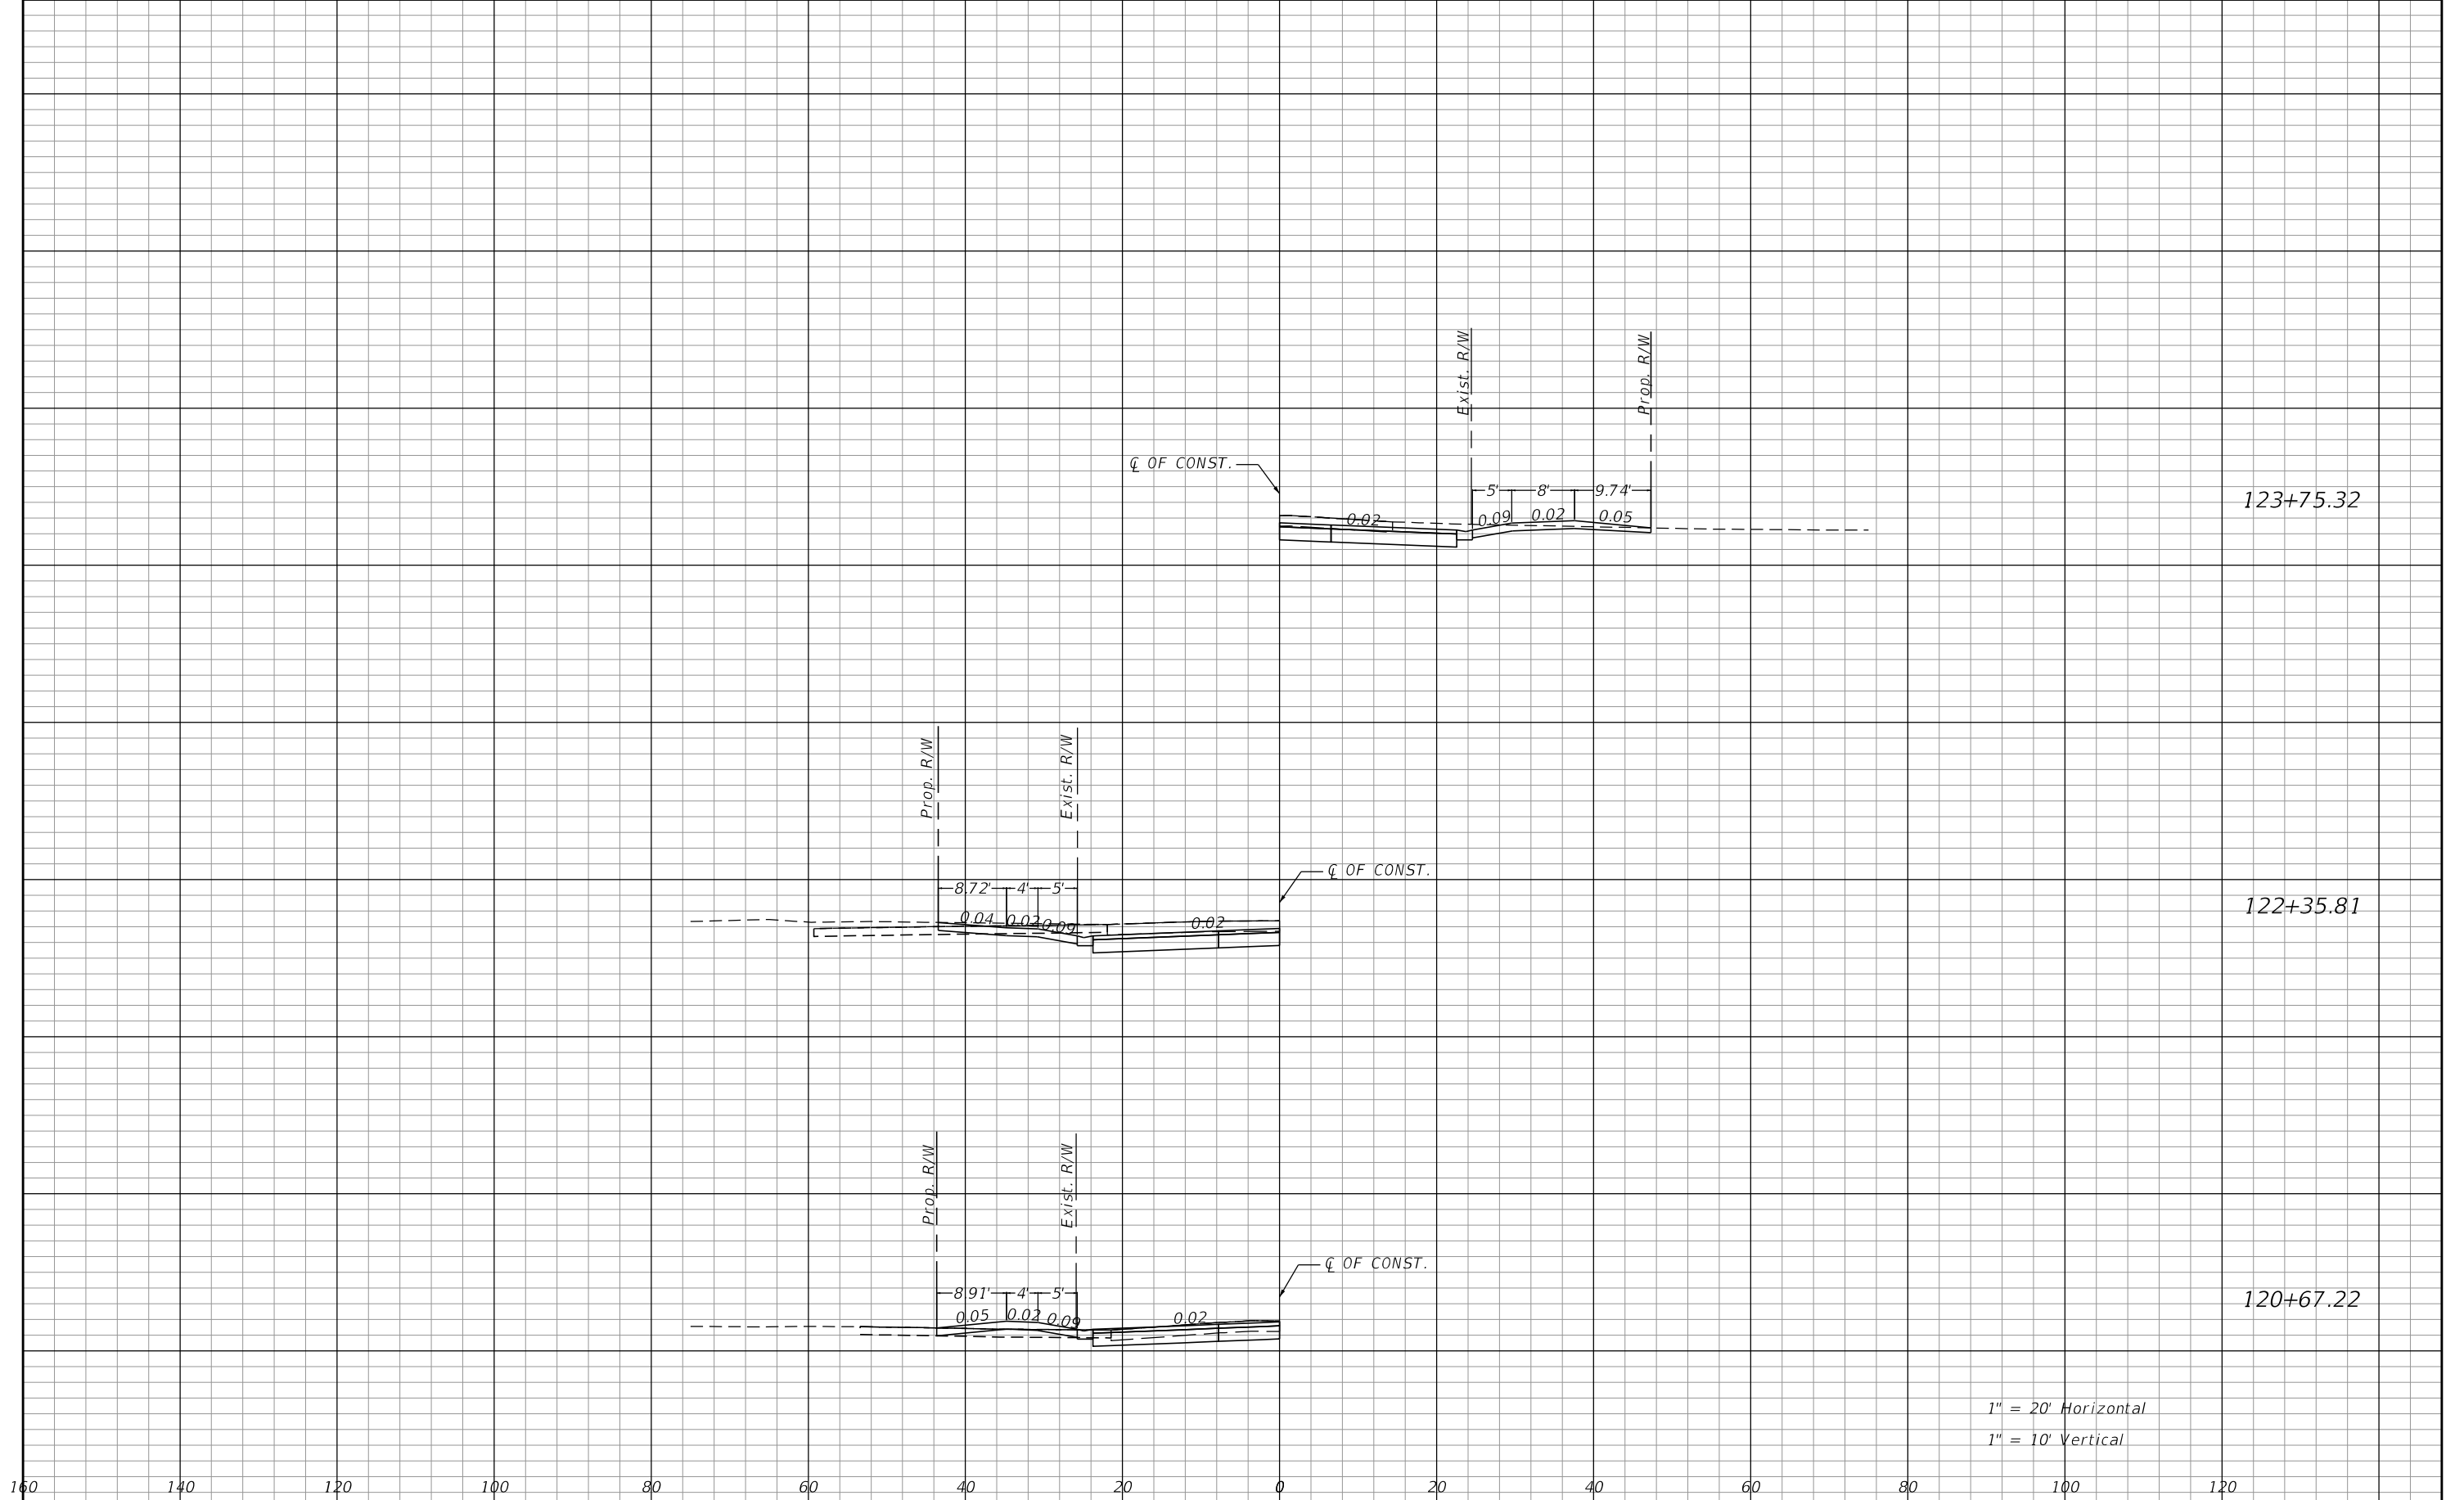 Exist. R/W
Prop. R/W
℄ OF CONST.
5' 8' 9.74'
0.02 0.09 0.02 0.05
123+75.32
Prop. R/W
Exist. R/W
℄ OF CONST.
8.72' 4' 5'
0.04 0.02 0.09 0.02
122+35.81
Prop. R/W
Exist. R/W
℄ OF CONST.
8.91' 4' 5'
0.05 0.02 0.09 0.02
120+67.22
1" = 20' Horizontal
1" = 10' Vertical
160 140 120 100 80 60 40 20 0 20 40 60 80 100 120